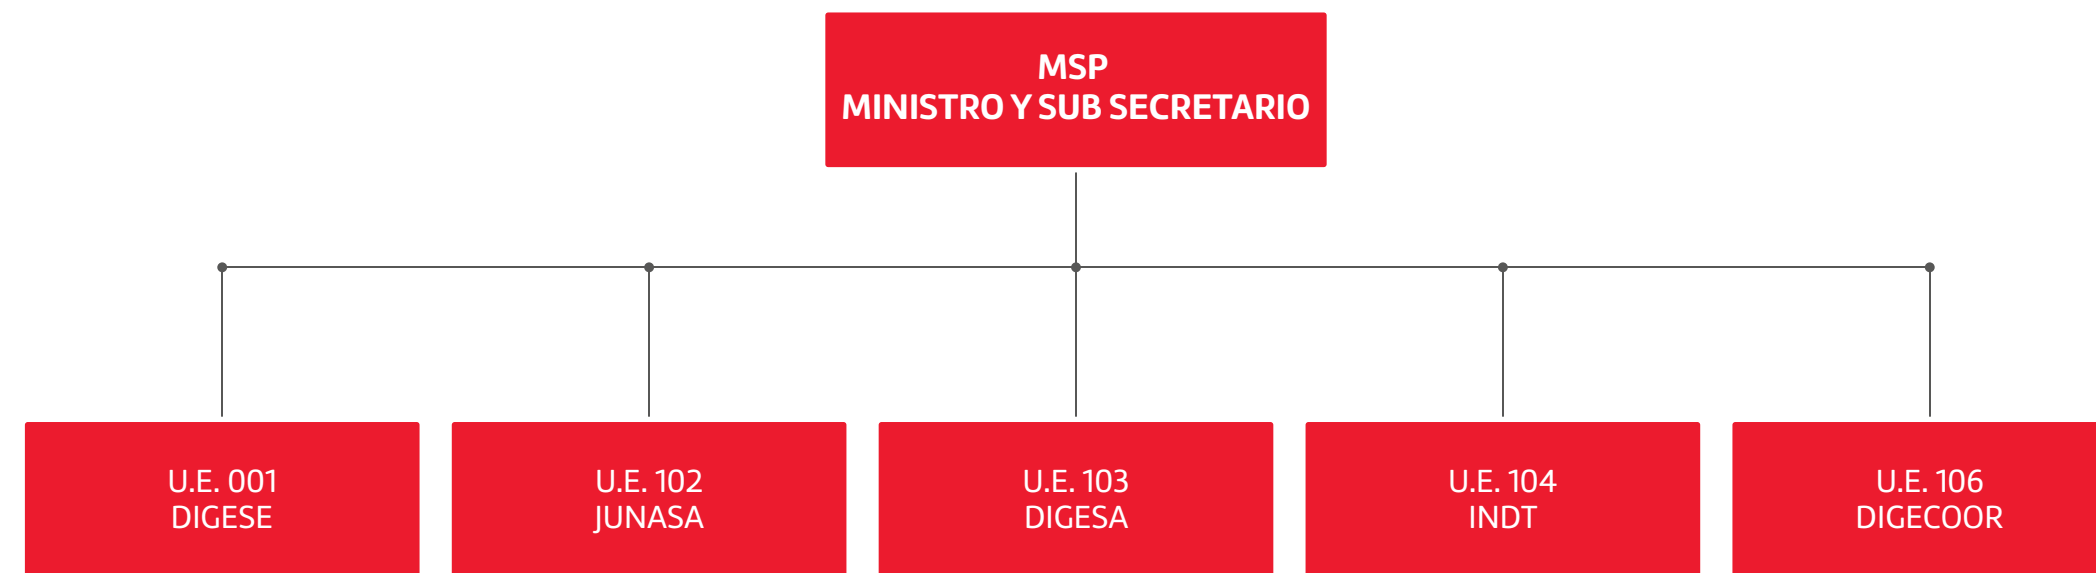 MSP
MINISTRO Y SUB SECRETARIO
U.E. 001
DIGESE
U.E. 102
JUNASA
U.E. 103
DIGESA
U.E. 104
INDT
U.E. 106
DIGECOOR